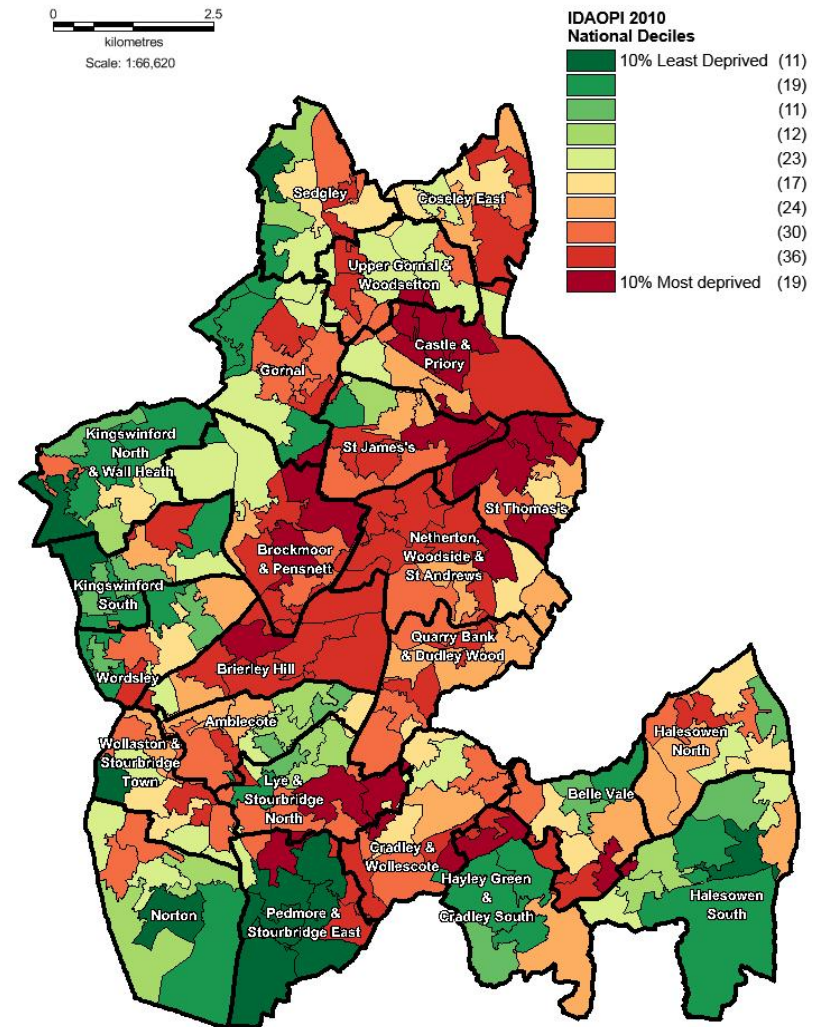 0 2.5
kilometres
Scale: 1:66,620
IDAOPI 2010
National Deciles
10% Least Deprived (11)
(19)
(11)
(12)
(23)
(17)
(24)
(30)
(36)
10% Most deprived (19)
Sedgley
Coseley East
Upper Gornal &
Woodsetton
Castle &
Priory
Gornal
St James's
Kingswinford
North
& Wall Heath
St Thomas's
Brockmoor
& Pensnett
Netherton,
Woodside &
St Andrews
Kingswinford
South
Quarry Bank
& Dudley Wood
Wordsley
Brierley Hill
Amblecote
Wollaston &
Stourbridge
Town
Halesowen
North
Lye &
Stourbridge
North
Belle Vale
Cradley &
Wollescote
Hayley Green
&
Cradley South
Halesowen
South
Norton
Pedmore &
Stourbridge East